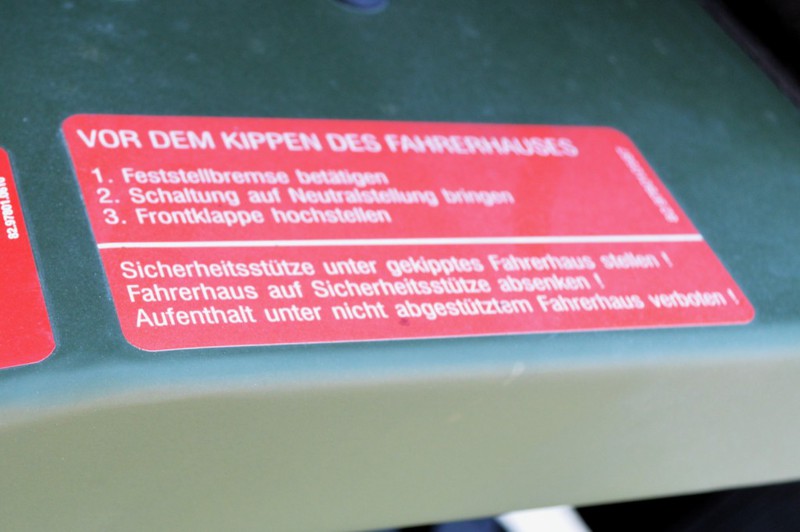 VOR DEM KIPPEN DES FAHRERHAUSES
1. Feststellbremse betätigen
2. Schaltung auf Neutralstellung bringen
3. Frontklappe hochstellen
Sicherheitsstütze unter gekipptes Fahrerhaus stellen !
Fahrerhaus auf Sicherheitsstütze absenken !
Aufenthalt unter nicht abgestütztam Fahrerhaus verboten !